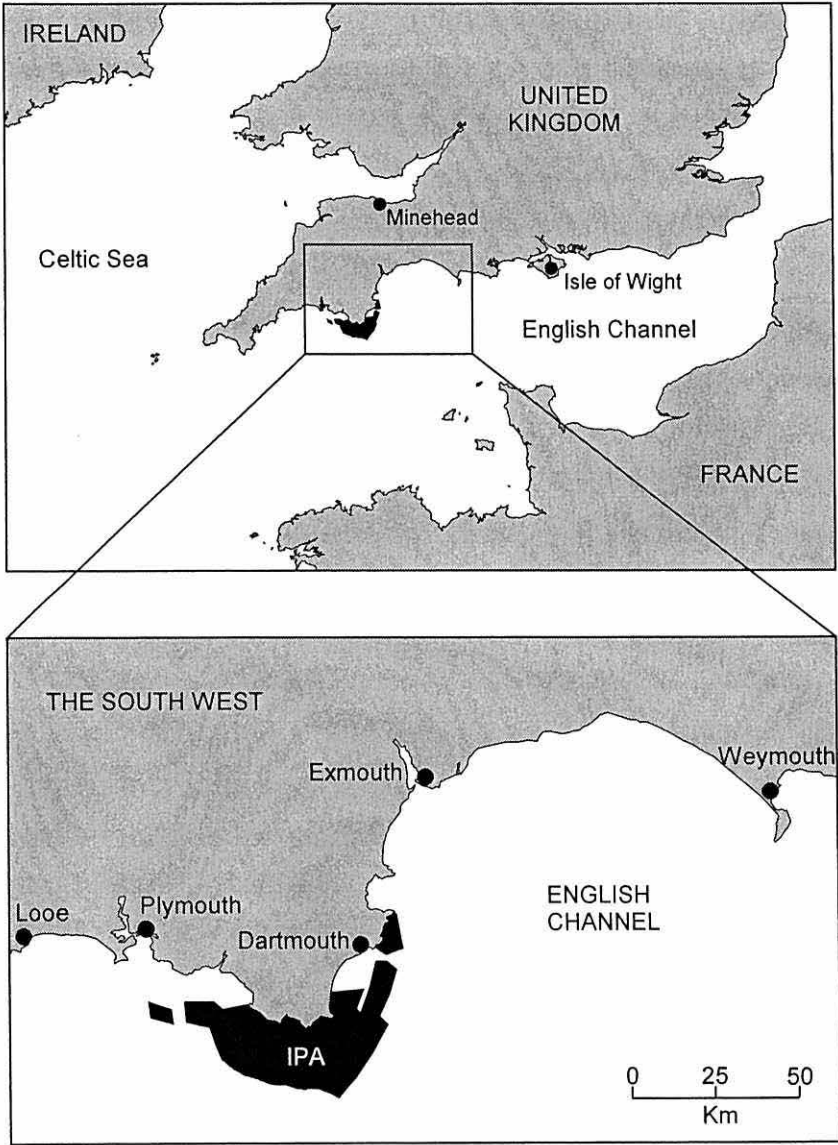 IRELAND
UNITED
KINGDOM
Minehead
Celtic Sea
Isle of Wight
English Channel
FRANCE
THE SOUTH WEST
Exmouth
Weymouth
Looe
Plymouth
Dartmouth
ENGLISH
CHANNEL
IPA
0 25 50
Km